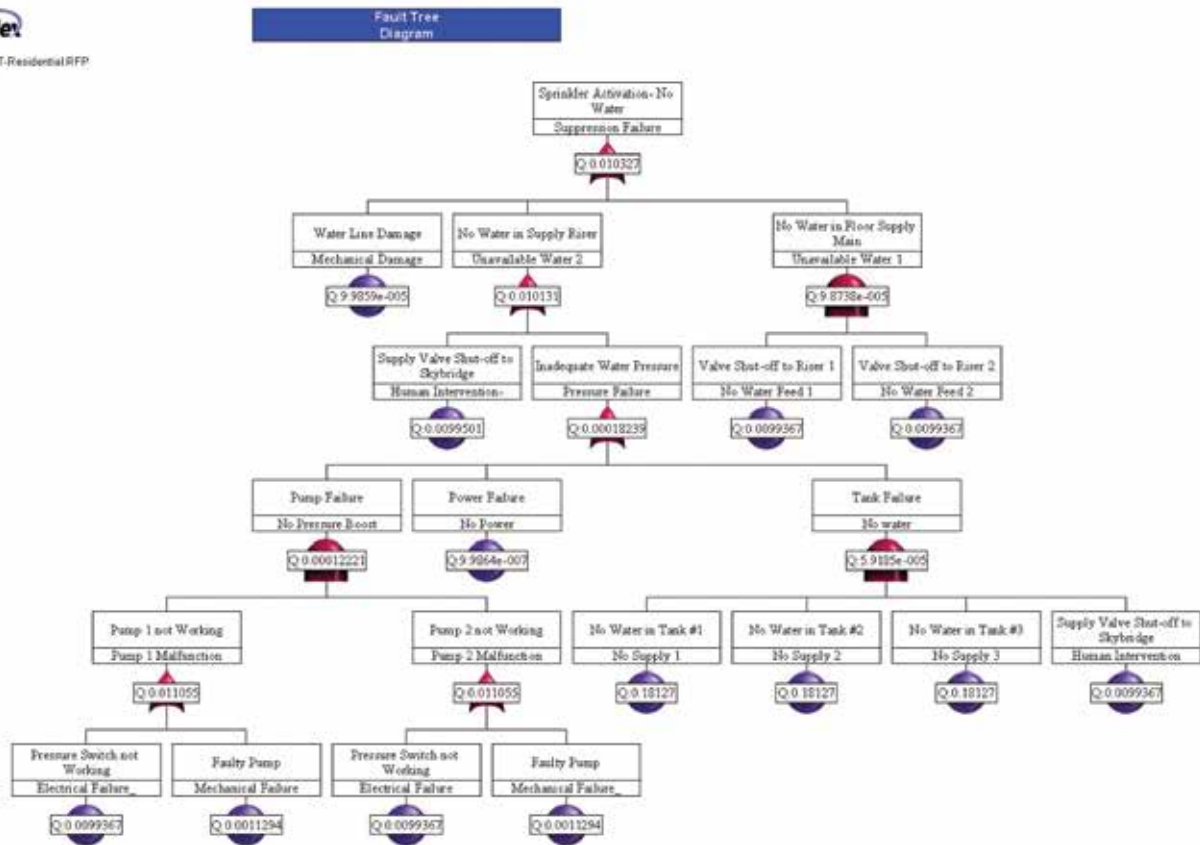 Fault Tree
Diagram
T-Residential RFP
Sprinkler Activation- No
Water
Suppression Failure
Q:0.010327
Water Line Damage
Mechanical Damage
Q:9.9859e-005
No Water in Supply Riser
Unavailable Water 2
Q:0.010131
No Water in Floor Supply
Main
Unavailable Water 1
Q:9.8738e-005
Supply Valve Shut-off to
Skybridge
Human Intervention-
Q:0.0099501
Inadequate Water Pressure
Pressure Failure
Q:0.00018239
Valve Shut-off to Riser 1
No Water Feed 1
Q:0.0099367
Valve Shut-off to Riser 2
No Water Feed 2
Q:0.0099367
Pump Failure
No Pressure Boost
Q:0.00012221
Power Failure
No Power
Q:9.9864e-007
Tank Failure
No water
Q:5.9185e-005
Pump 1 not Working
Pump 1 Malfunction
Q:0.011055
Pump 2 not Working
Pump 2 Malfunction
Q:0.011055
No Water in Tank #1
No Supply 1
Q:0.18127
No Water in Tank #2
No Supply 2
Q:0.18127
No Water in Tank #3
No Supply 3
Q:0.18127
Supply Valve Shut-off to
Skybridge
Human Intervention
Q:0.0099367
Pressure Switch not
Working
Electrical Failure_
Q:0.0099367
Faulty Pump
Mechanical Failure
Q:0.0011294
Pressure Switch not
Working
Electrical Failure
Q:0.0099367
Faulty Pump
Mechanical Failure_
Q:0.0011294